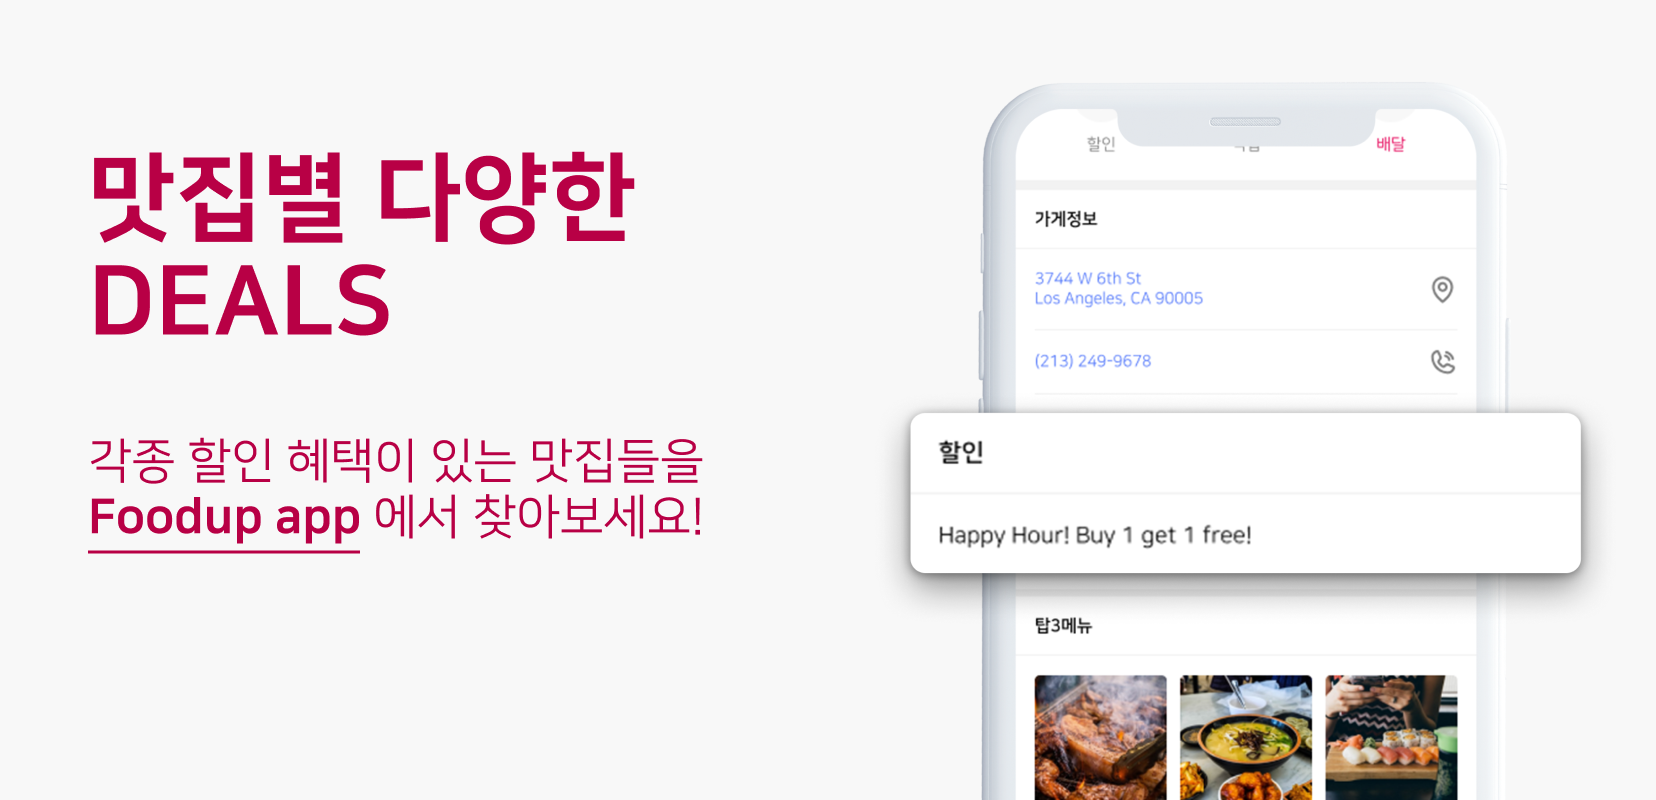 맛집별 다양한
DEALS
각종 할인 혜택이 있는 맛집들을
Foodup app 에서 찾아보세요!
할인
배달
가게정보
3744 W 6th St
Los Angeles, CA 90005
(213) 249-9678
할인
Happy Hour! Buy 1 get 1 free!
탑3메뉴